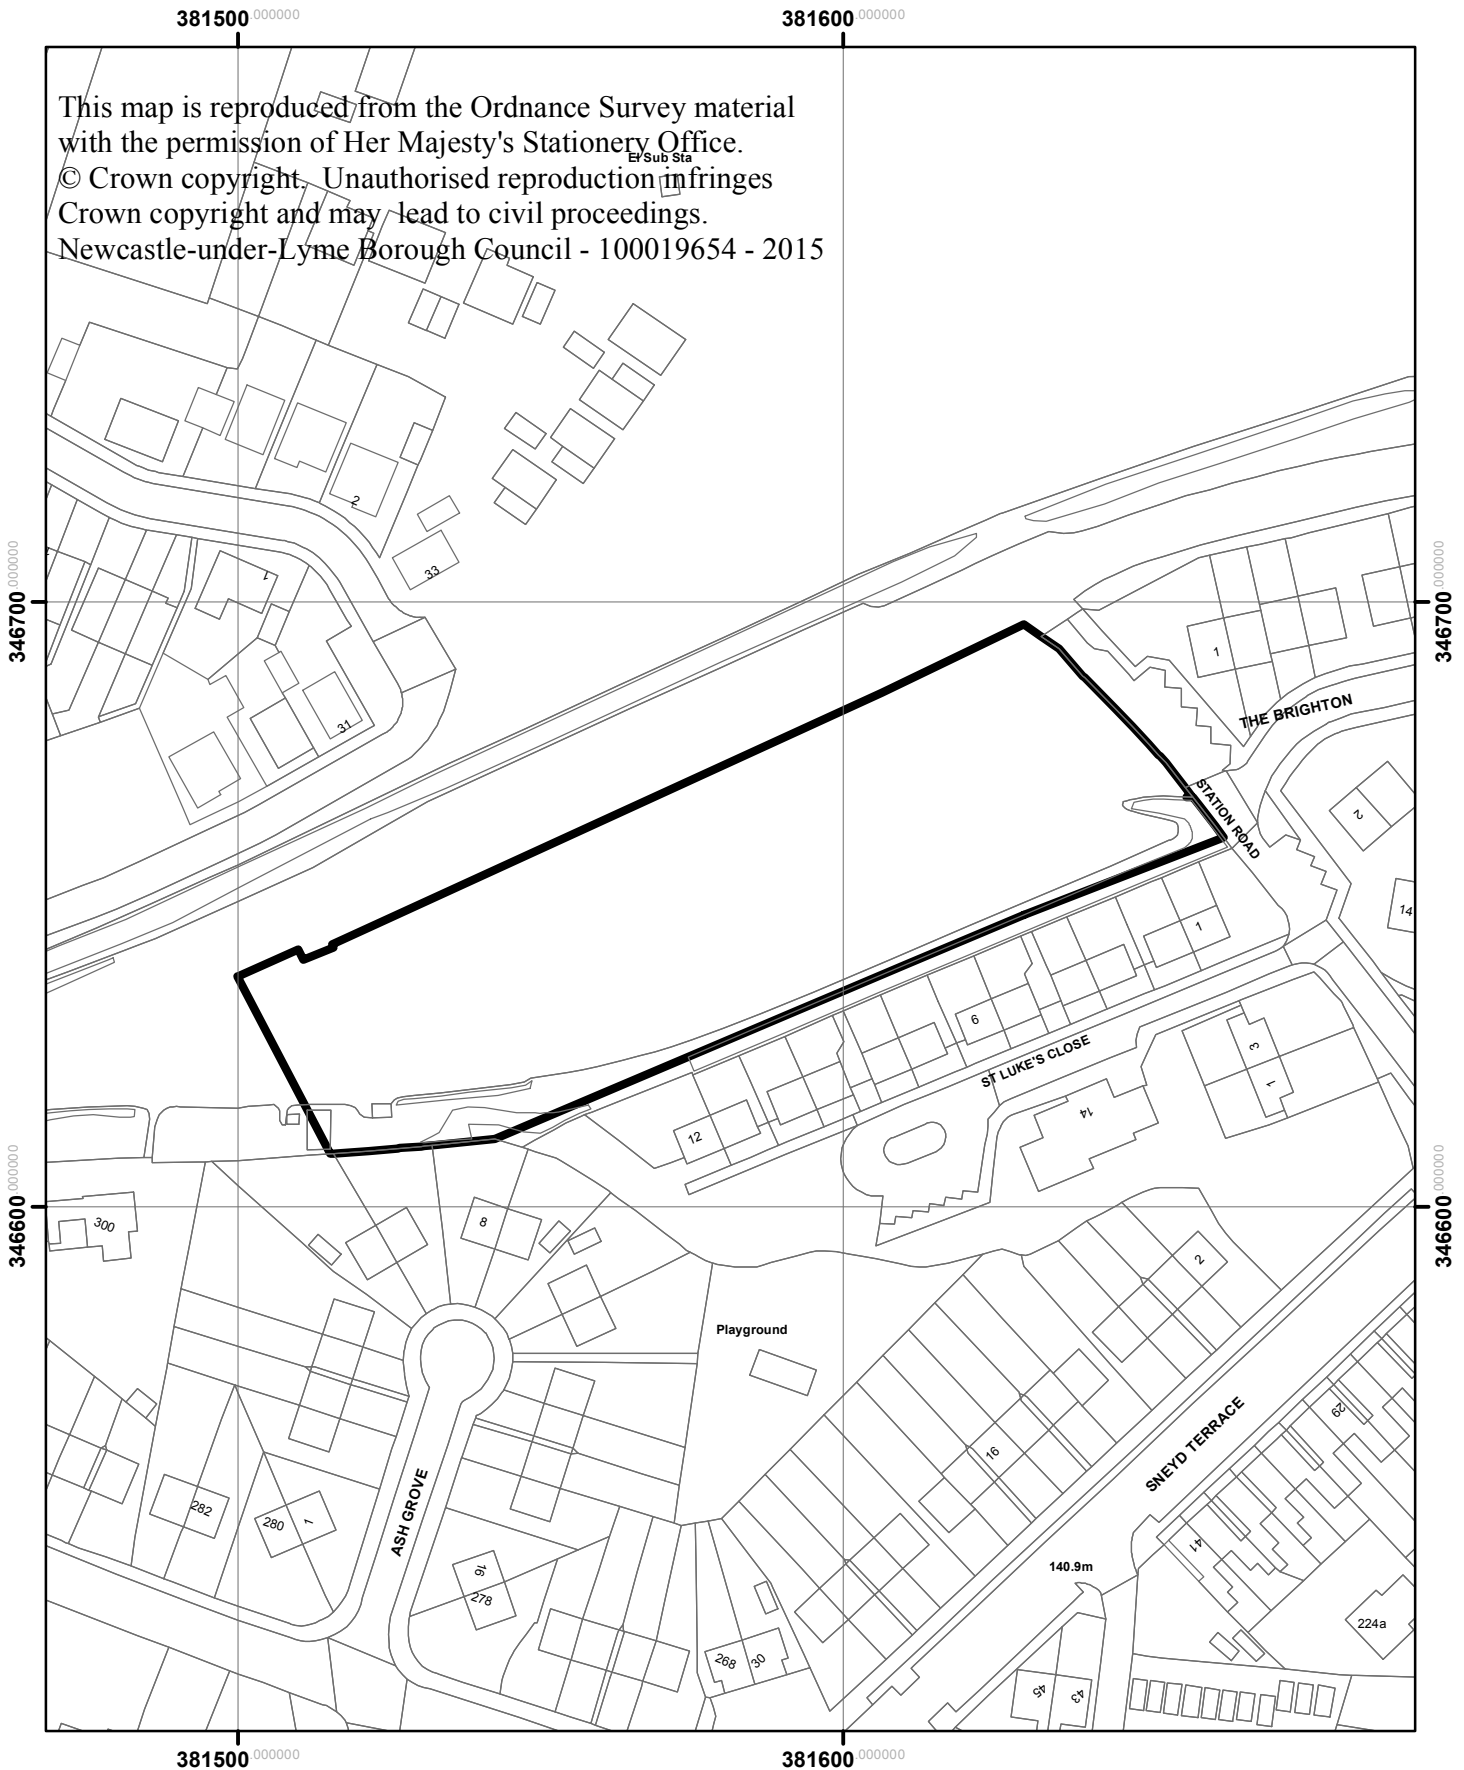 381500.000000 381600.000000
This map is reproduced from the Ordnance Survey material
with the permission of Her Majesty's Stationery Office.
© Crown copyright.  Unauthorised reproduction infringes
Crown copyright and may  lead to civil proceedings.
Newcastle-under-Lyme Borough Council - 100019654 - 2015
El Sub Sta
2
33
1
31
346700.000000
346700.000000
1
THE BRIGHTON
STATION ROAD
2
14
1
9
ST LUKE'S CLOSE
3
1
14
12
346600.000000
346600.000000
300
8
2
Playground
SNEYD TERRACE
29
16
282
280
1
ASH GROVE
16
278
41
140.9m
224a
268
30
45
43
381500.000000 381600.000000